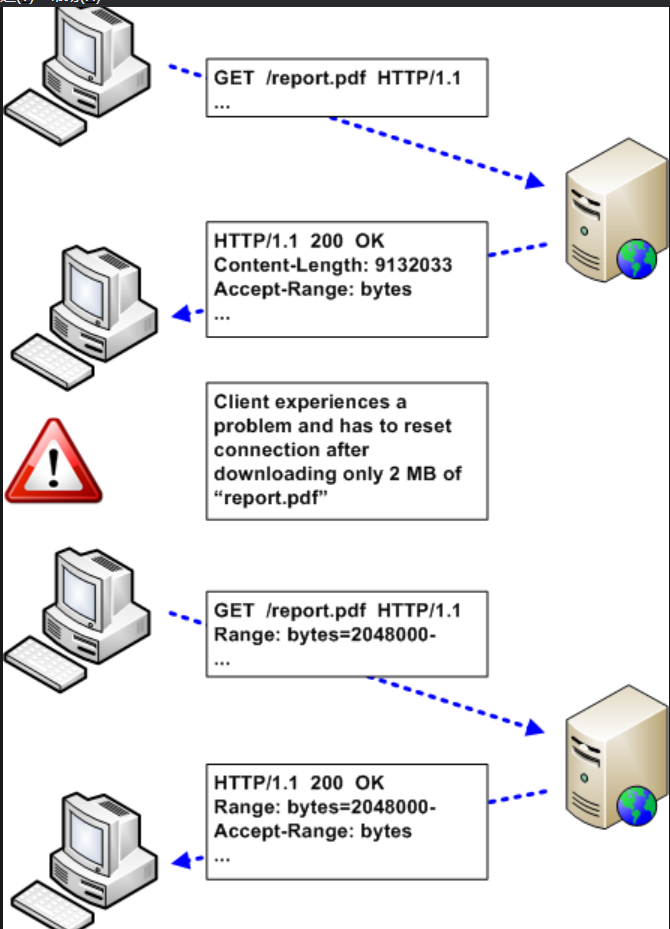 GET /report.pdf HTTP/1.1
...
HTTP/1.1 200 OK
Content-Length: 9132033
Accept-Range: bytes
...
Client experiences a
problem and has to reset
connection after
downloading only 2 MB of
“report.pdf”
GET /report.pdf HTTP/1.1
Range: bytes=2048000-
...
HTTP/1.1 200 OK
Range: bytes=2048000-
Accept-Range: bytes
...